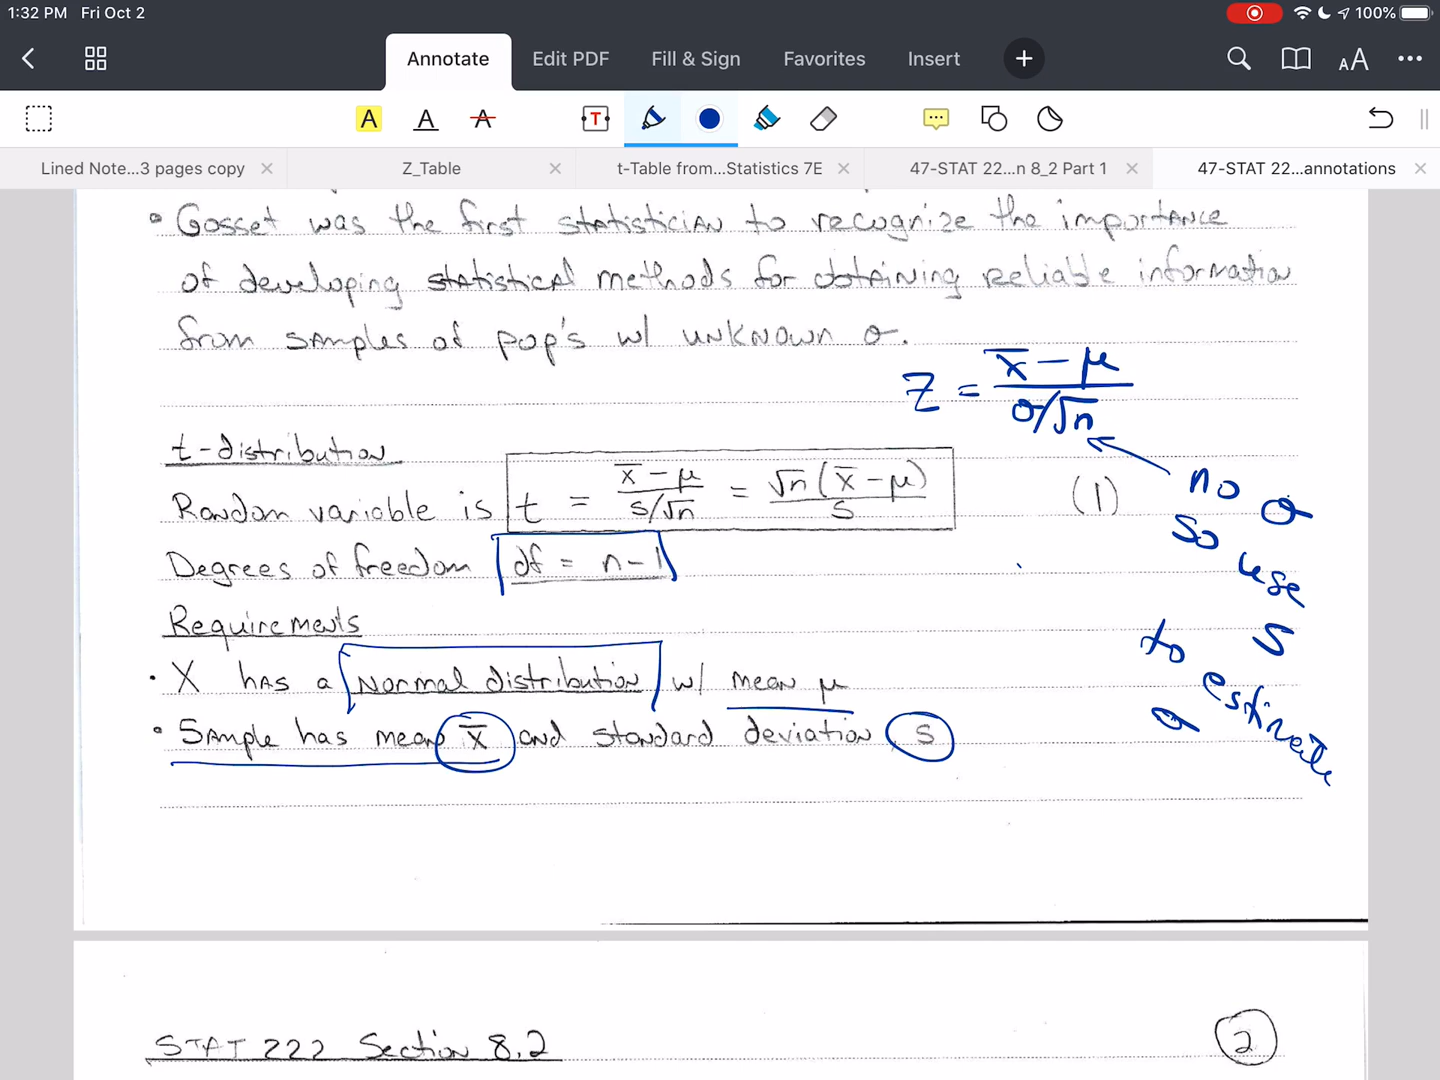 1:32 PM Fri Oct 2
100%
Annotate Edit PDF Fill & Sign Favorites Insert
AA
A A A T
Lined Note...3 pages copy Z_Table t-Table from...Statistics 7E 47-STAT 22...n 8_2 Part 1 47-STAT 22...annotations
• Gosset was the first statistician to recognize the importance
of developing statistical methods for obtaining reliable information
from samples of pop's w/ unknown σ.
Z = (x̄ − μ)/(σ/√n)
t-distribution
Random variable is t = (x̄ − μ)/(s/√n) = √n(x̄ − μ)/s (1)
no σ
so use
s
to estimate
σ
Degrees of freedom df = n − 1
Requirements
• X has a normal distribution w/ mean μ
• Sample has mean x̄ and standard deviation s
STAT 222 Section 8.2 2